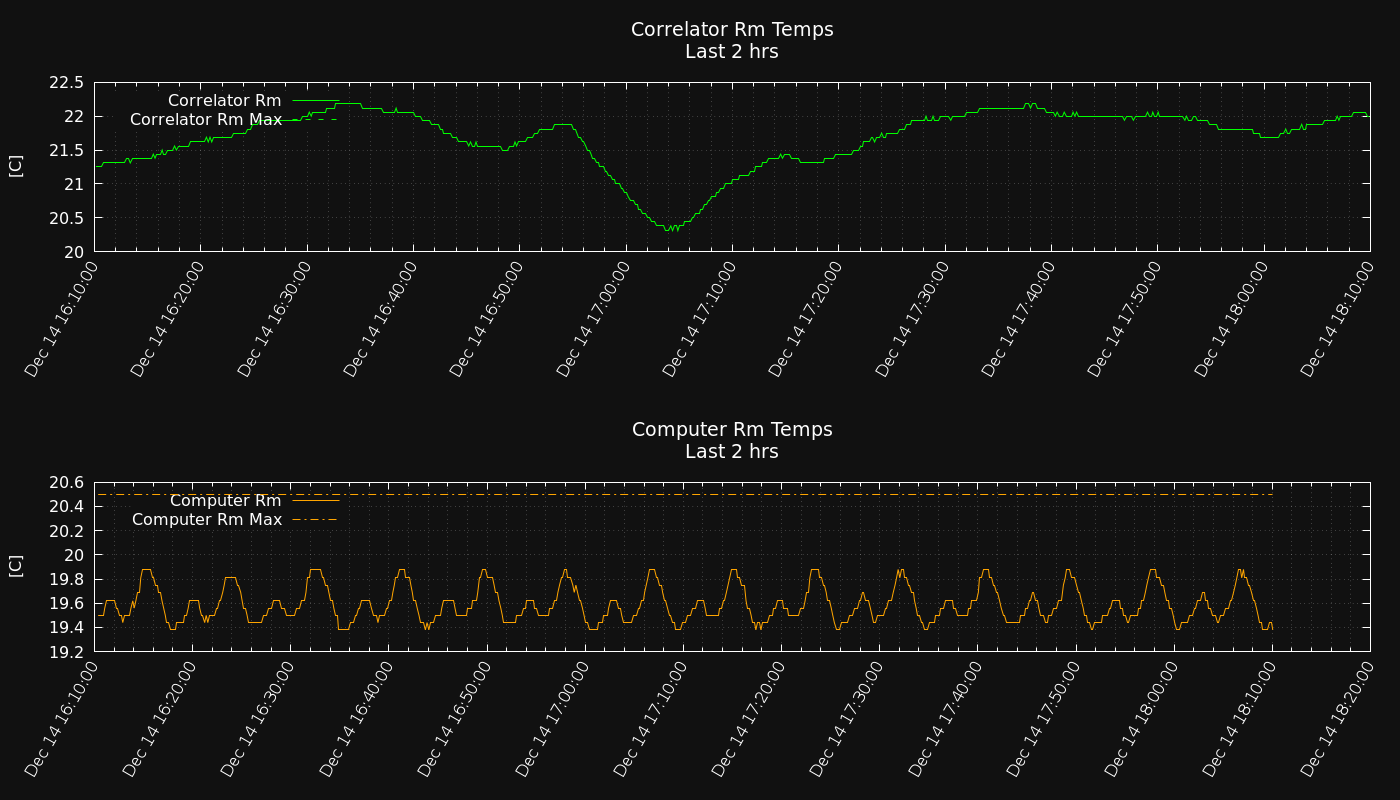 Correlator Rm Temps
Last 2 hrs
22.5
22
21.5
21
20.5
20
[C]
Correlator Rm
Correlator Rm Max
Dec 14 16:10:00
Dec 14 16:20:00
Dec 14 16:30:00
Dec 14 16:40:00
Dec 14 16:50:00
Dec 14 17:00:00
Dec 14 17:10:00
Dec 14 17:20:00
Dec 14 17:30:00
Dec 14 17:40:00
Dec 14 17:50:00
Dec 14 18:00:00
Dec 14 18:10:00
Computer Rm Temps
Last 2 hrs
20.6
20.4
20.2
20
19.8
19.6
19.4
19.2
[C]
Computer Rm
Computer Rm Max
Dec 14 16:10:00
Dec 14 16:20:00
Dec 14 16:30:00
Dec 14 16:40:00
Dec 14 16:50:00
Dec 14 17:00:00
Dec 14 17:10:00
Dec 14 17:20:00
Dec 14 17:30:00
Dec 14 17:40:00
Dec 14 17:50:00
Dec 14 18:00:00
Dec 14 18:10:00
Dec 14 18:20:00